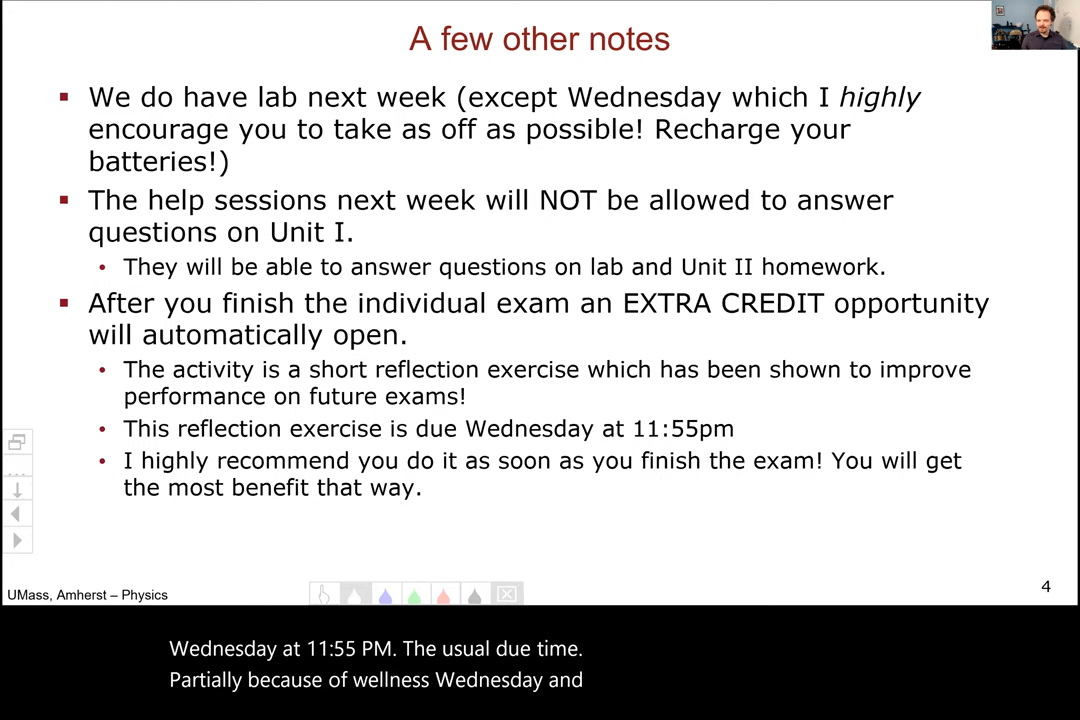 A few other notes
We do have lab next week (except Wednesday which I highly
encourage you to take as off as possible! Recharge your
batteries!)
The help sessions next week will NOT be allowed to answer
questions on Unit I.
They will be able to answer questions on lab and Unit II homework.
After you finish the individual exam an EXTRA CREDIT opportunity
will automatically open.
The activity is a short reflection exercise which has been shown to improve
performance on future exams!
This reflection exercise is due Wednesday at 11:55pm
I highly recommend you do it as soon as you finish the exam! You will get
the most benefit that way.
UMass, Amherst – Physics
4
Wednesday at 11:55 PM. The usual due time.
Partially because of wellness Wednesday and